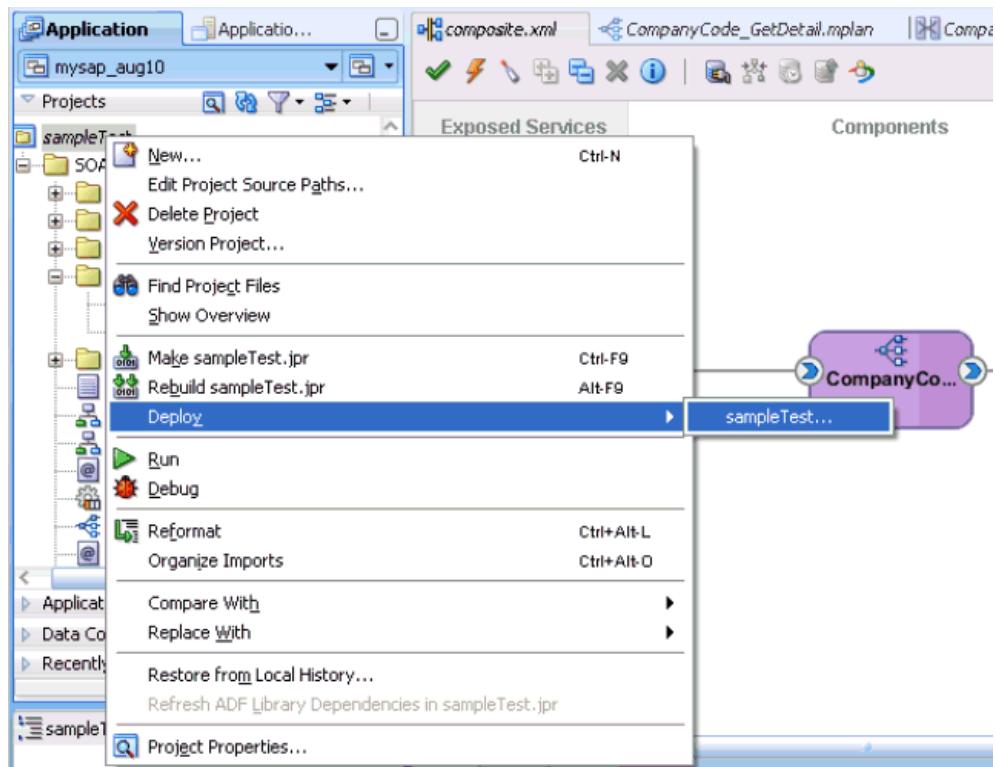 Application
Applicatio...
composite.xml
CompanyCode_GetDetail.mplan
Compa
mysap_aug10
Projects
Exposed Services
Components
sampleTest
SOA
New... Ctrl-N
Edit Project Source Paths...
Delete Project
Version Project...
Find Project Files
Show Overview
Make sampleTest.jpr Ctrl-F9
Rebuild sampleTest.jpr Alt-F9
Deploy
sampleTest...
CompanyCo...
Run
Debug
Reformat Ctrl+Alt-L
Organize Imports Ctrl+Alt-O
Compare With
Replace With
Restore from Local History...
Refresh ADF Library Dependencies in sampleTest.jpr
Project Properties...
Applicat
Data Co
Recently
sampleT